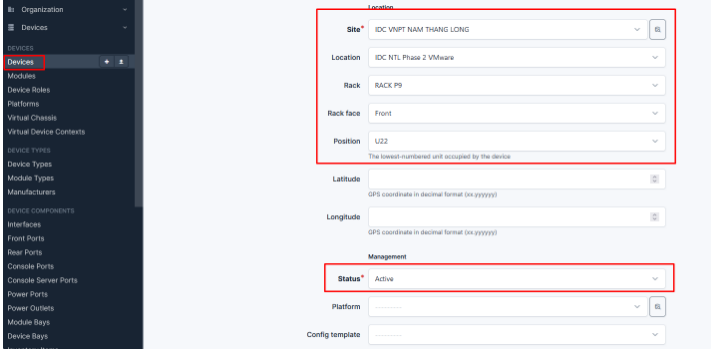 Organization
Devices
DEVICES
Devices
Modules
Device Roles
Platforms
Virtual Chassis
Virtual Device Contexts
DEVICE TYPES
Device Types
Module Types
Manufacturers
DEVICE COMPONENTS
Interfaces
Front Ports
Rear Ports
Console Ports
Console Server Ports
Power Ports
Power Outlets
Module Bays
Device Bays
Location
Site* IDC VNPT NAM THANG LONG
Location IDC NTL Phase 2 VMware
Rack RACK P9
Rack face Front
Position U22
The lowest-numbered unit occupied by the device
Latitude
GPS coordinate in decimal format (xx.yyyyyy)
Longitude
GPS coordinate in decimal format (xx.yyyyyy)
Management
Status* Active
Platform ---------
Config template ---------